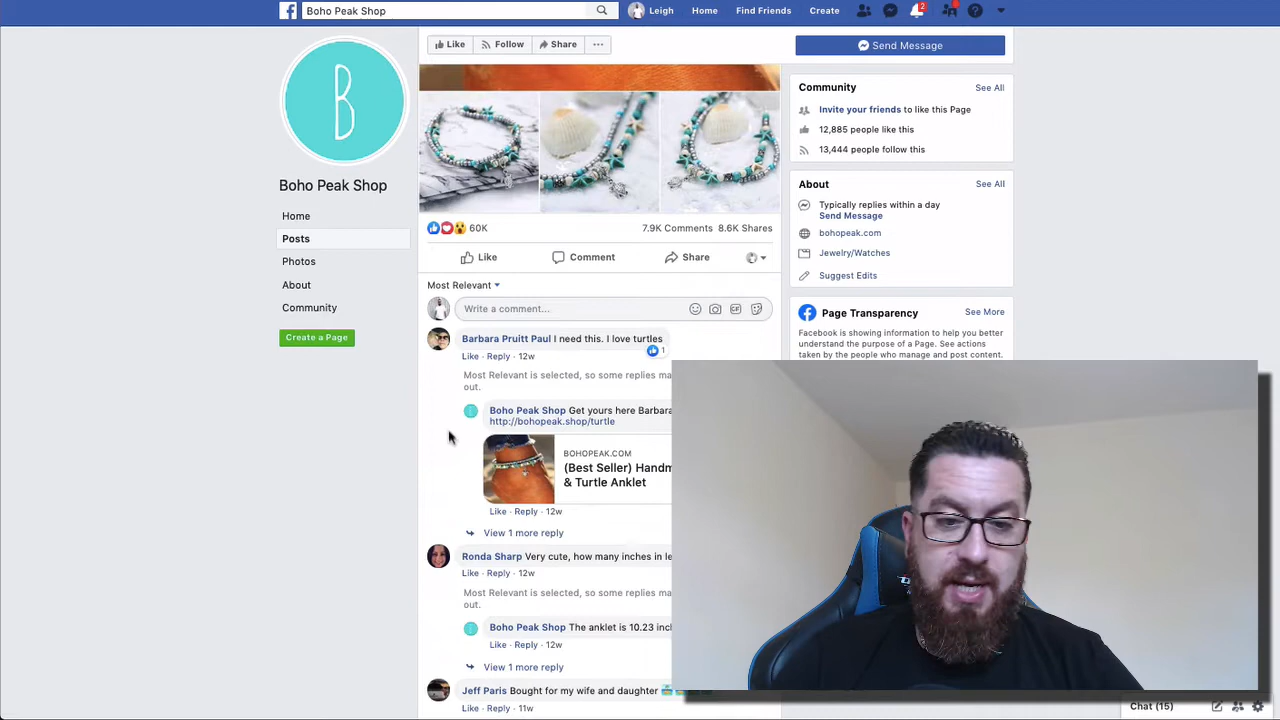 Boho Peak Shop
Leigh
Home
Find Friends
Create
2
B
Boho Peak Shop
Home
Posts
Photos
About
Community
Create a Page
Like
Follow
Share
Send Message
60K
7.9K Comments 8.6K Shares
Like
Comment
Share
Most Relevant
Write a comment...
Barbara Pruitt Paul I need this. I love turtles
1
Like · Reply · 12w
Most Relevant is selected, so some replies ma
out.
Boho Peak Shop Get yours here Barbara
http://bohopeak.shop/turtle
BOHOPEAK.COM
(Best Seller) Handm
& Turtle Anklet
Like · Reply · 12w
View 1 more reply
Ronda Sharp Very cute, how many inches in le
Like · Reply · 12w
Most Relevant is selected, so some replies ma
out.
Boho Peak Shop The anklet is 10.23 incl
Like · Reply · 12w
View 1 more reply
Jeff Paris Bought for my wife and daughter
Like · Reply · 11w
Community
See All
Invite your friends to like this Page
12,885 people like this
13,444 people follow this
About
See All
Typically replies within a day
Send Message
bohopeak.com
Jewelry/Watches
Suggest Edits
Page Transparency
See More
Facebook is showing information to help you better
understand the purpose of a Page. See actions
taken by the people who manage and post content.
Chat (15)